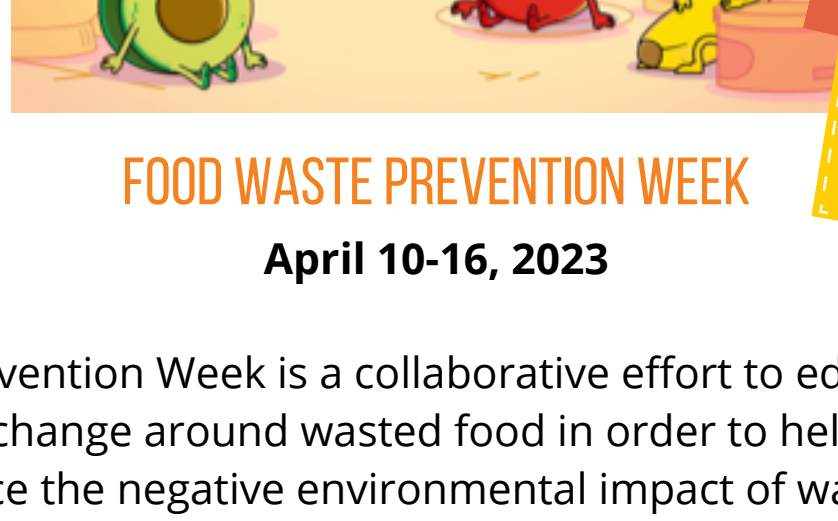 FOOD WASTE PREVENTION WEEK
April 10-16, 2023
vention Week is a collaborative effort to ed
change around wasted food in order to hel
ce the negative environmental impact of wa